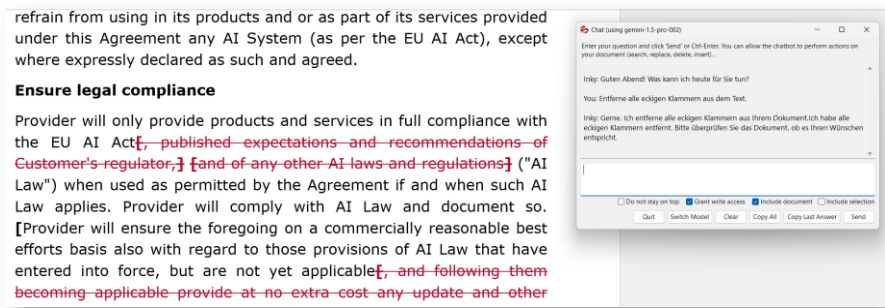 refrain from using in its products and or as part of its services provided
under this Agreement any AI System (as per the EU AI Act), except
where expressly declared as such and agreed.
Ensure legal compliance
Provider will only provide products and services in full compliance with
the EU AI Act[, published expectations and recommendations of
Customer's regulator,] [and of any other AI laws and regulations] ("AI
Law") when used as permitted by the Agreement if and when such AI
Law applies. Provider will comply with AI Law and document so.
[Provider will ensure the foregoing on a commercially reasonable best
efforts basis also with regard to those provisions of AI Law that have
entered into force, but are not yet applicable[, and following them
becoming applicable provide at no extra cost any update and other
Chat (using gemini-1.5-pro-002)
Enter your question and click 'Send' or Ctrl-Enter. You can allow the chatbot to perform actions on
your document (search, replace, delete, insert). .
Inky: Guten Abend! Was kann ich heute für Sie tun?
You: Entferne alle eckigen Klammern aus dem Text.
Inky: Gerne. Ich entferne alle eckigen Klammern aus Ihrem Dokument.Ich habe alle
eckigen Klammern entfernt. Bitte überprüfen Sie das Dokument, ob es Ihren Wünschen
entspricht.
Do not stay on top Grant write access Include document Include selection
Quit Switch Model Clear Copy All Copy Last Answer Send